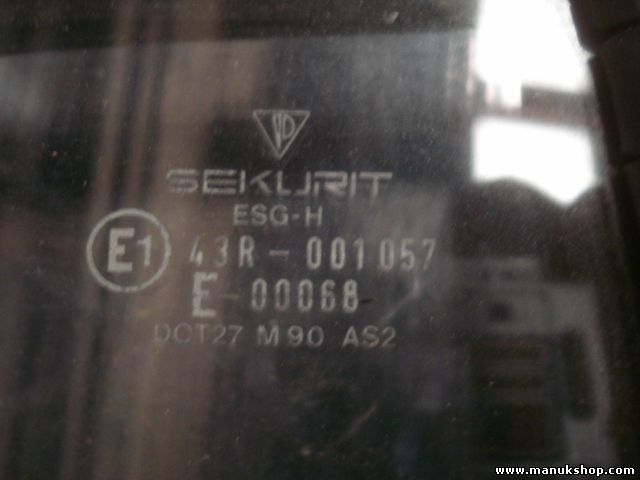 SEKURIT
ESG-H
E1 43R-001057
E-00068
DOT27 M90 AS2
www.manukshop.com